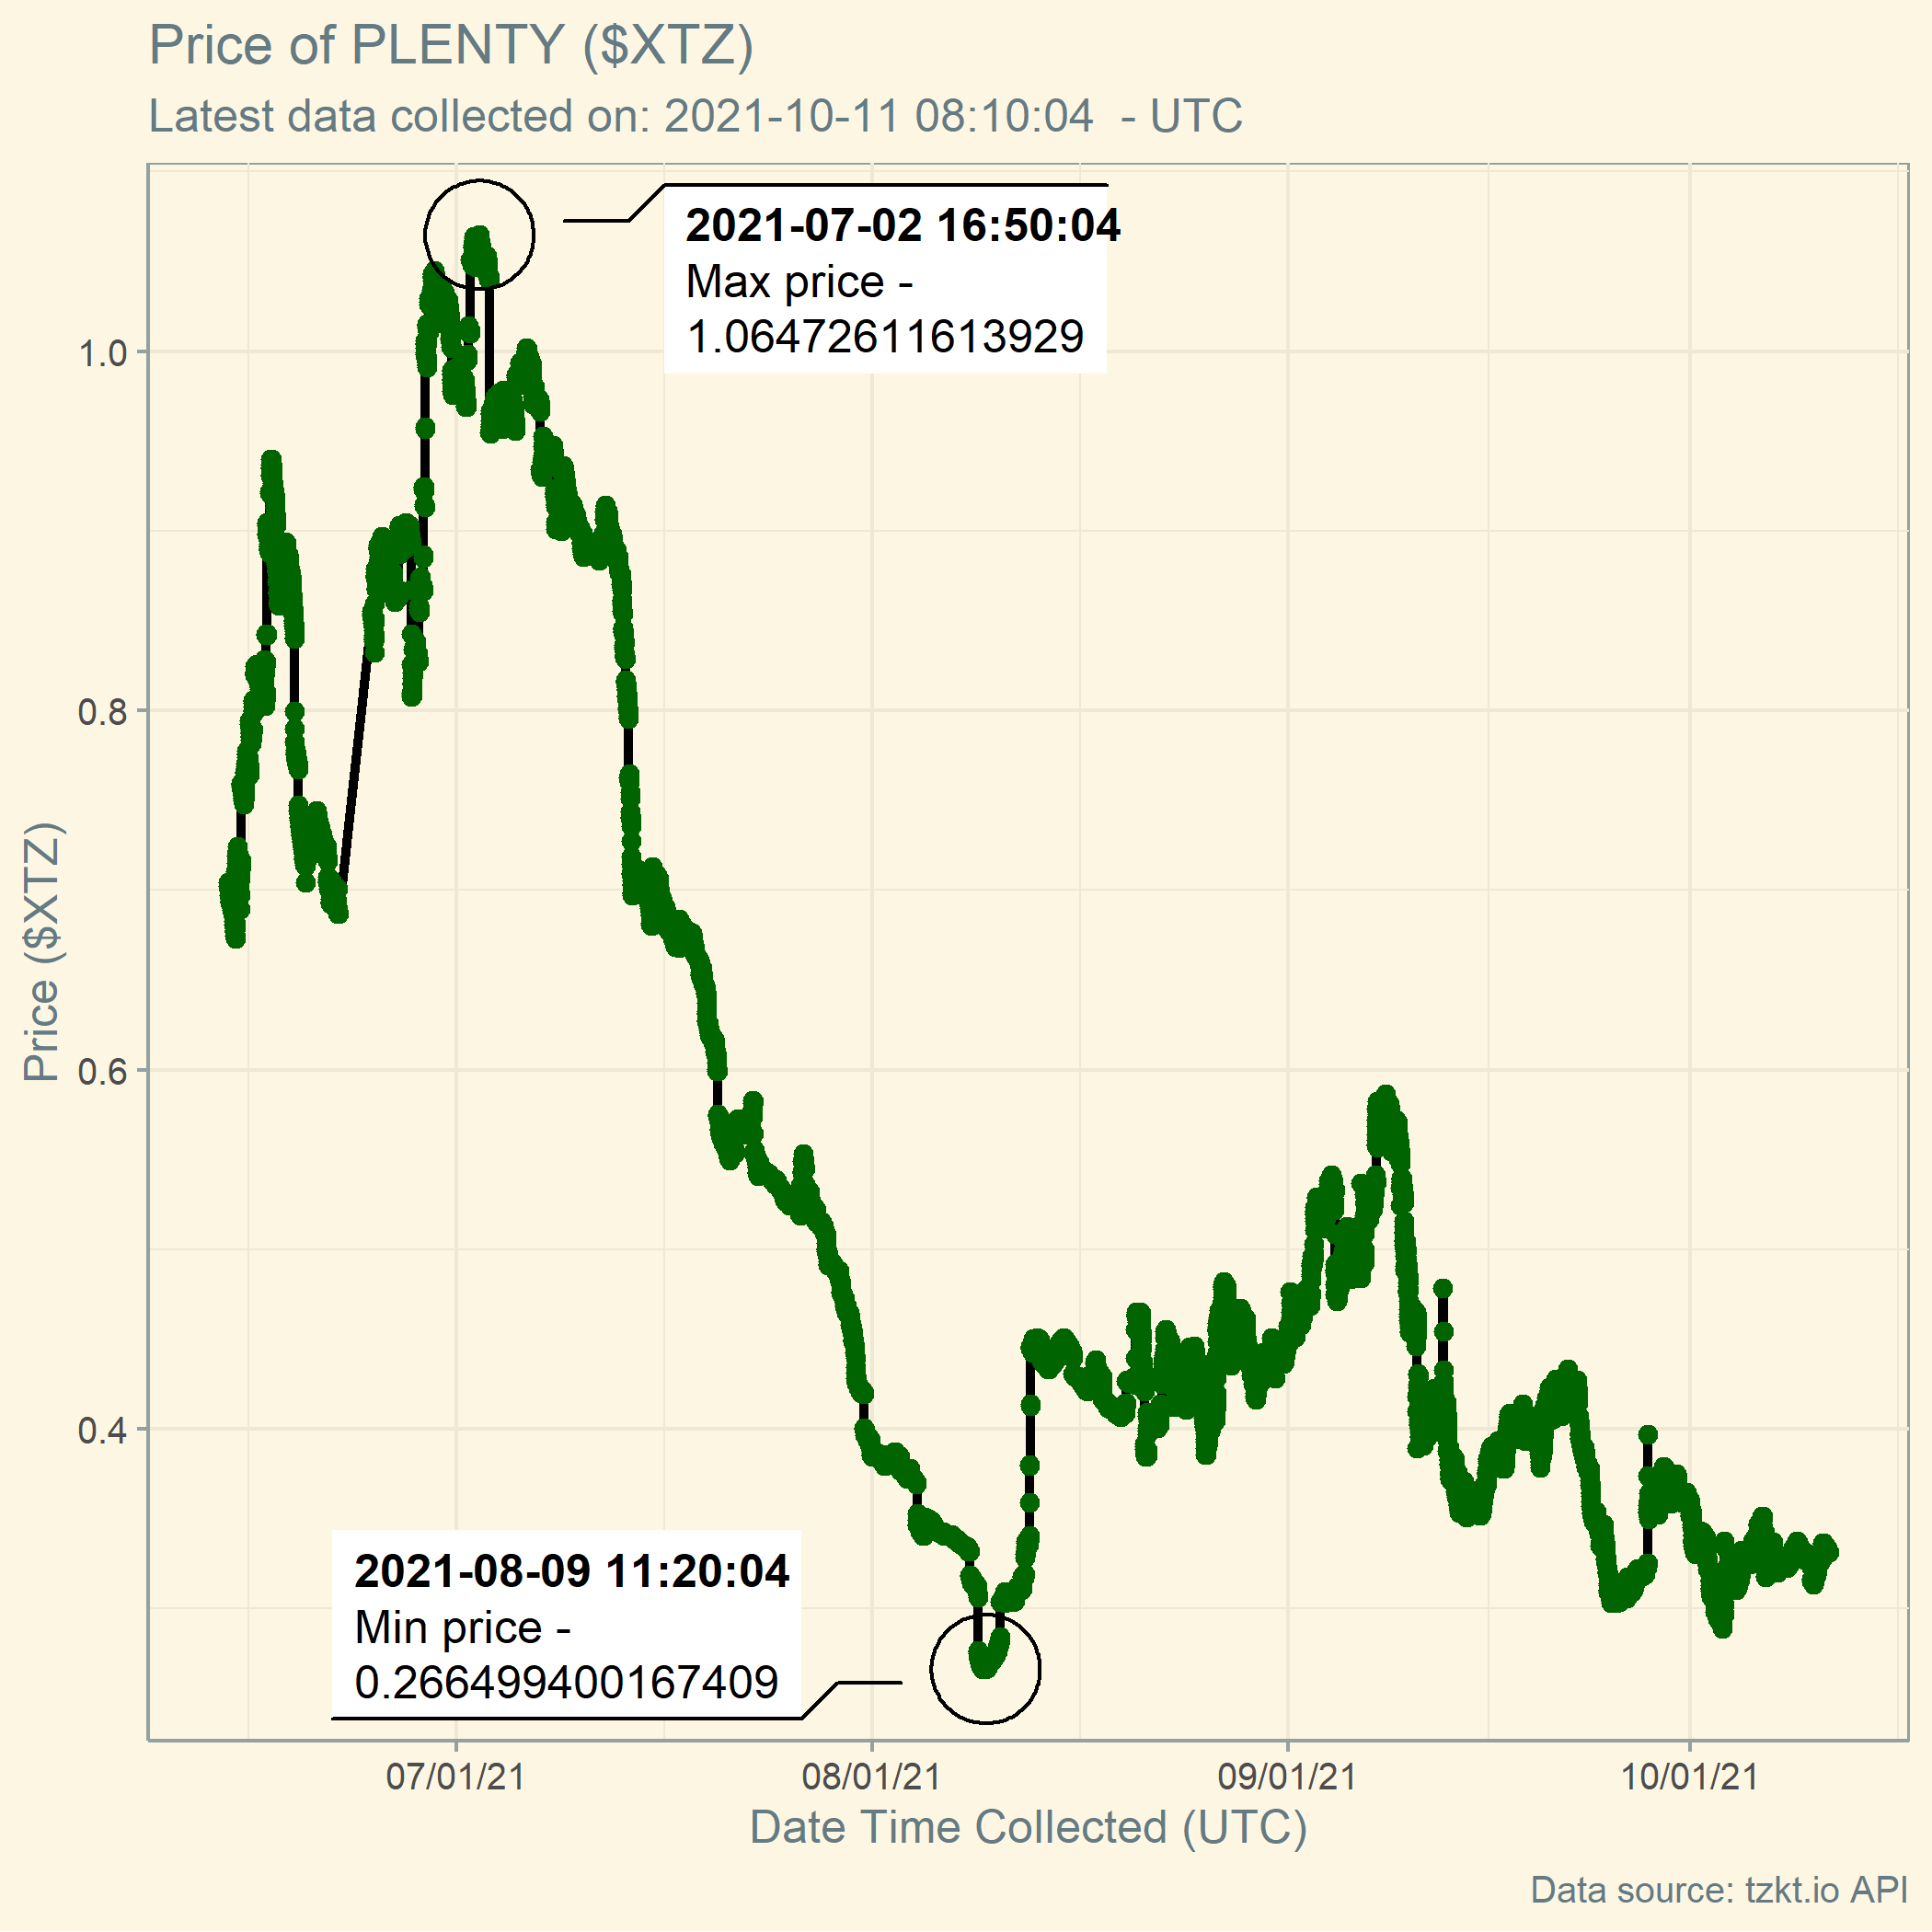 Price of PLENTY ($XTZ)
Latest data collected on: 2021-10-11 08:10:04  - UTC
2021-07-02 16:50:04
Max price -
1.06472611613929
1.0
0.8
0.6
0.4
Price ($XTZ)
2021-08-09 11:20:04
Min price -
0.266499400167409
07/01/21
08/01/21
09/01/21
10/01/21
Date Time Collected (UTC)
Data source: tzkt.io API